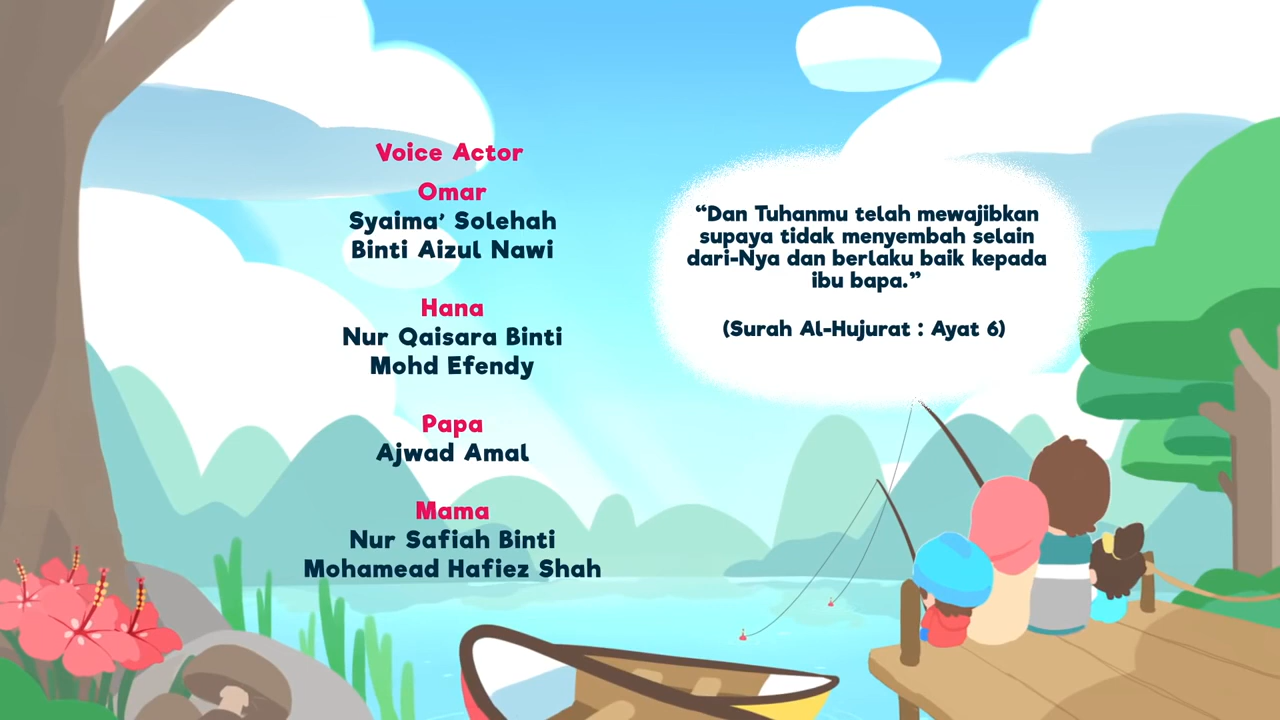 Voice Actor
Omar
Syaima' Solehah
Binti Aizul Nawi
Hana
Nur Qaisara Binti
Mohd Efendy
Papa
Ajwad Amal
Mama
Nur Safiah Binti
Mohamead Hafiez Shah
“Dan Tuhanmu telah mewajibkan
supaya tidak menyembah selain
dari-Nya dan berlaku baik kepada
ibu bapa.”
(Surah Al-Hujurat : Ayat 6)